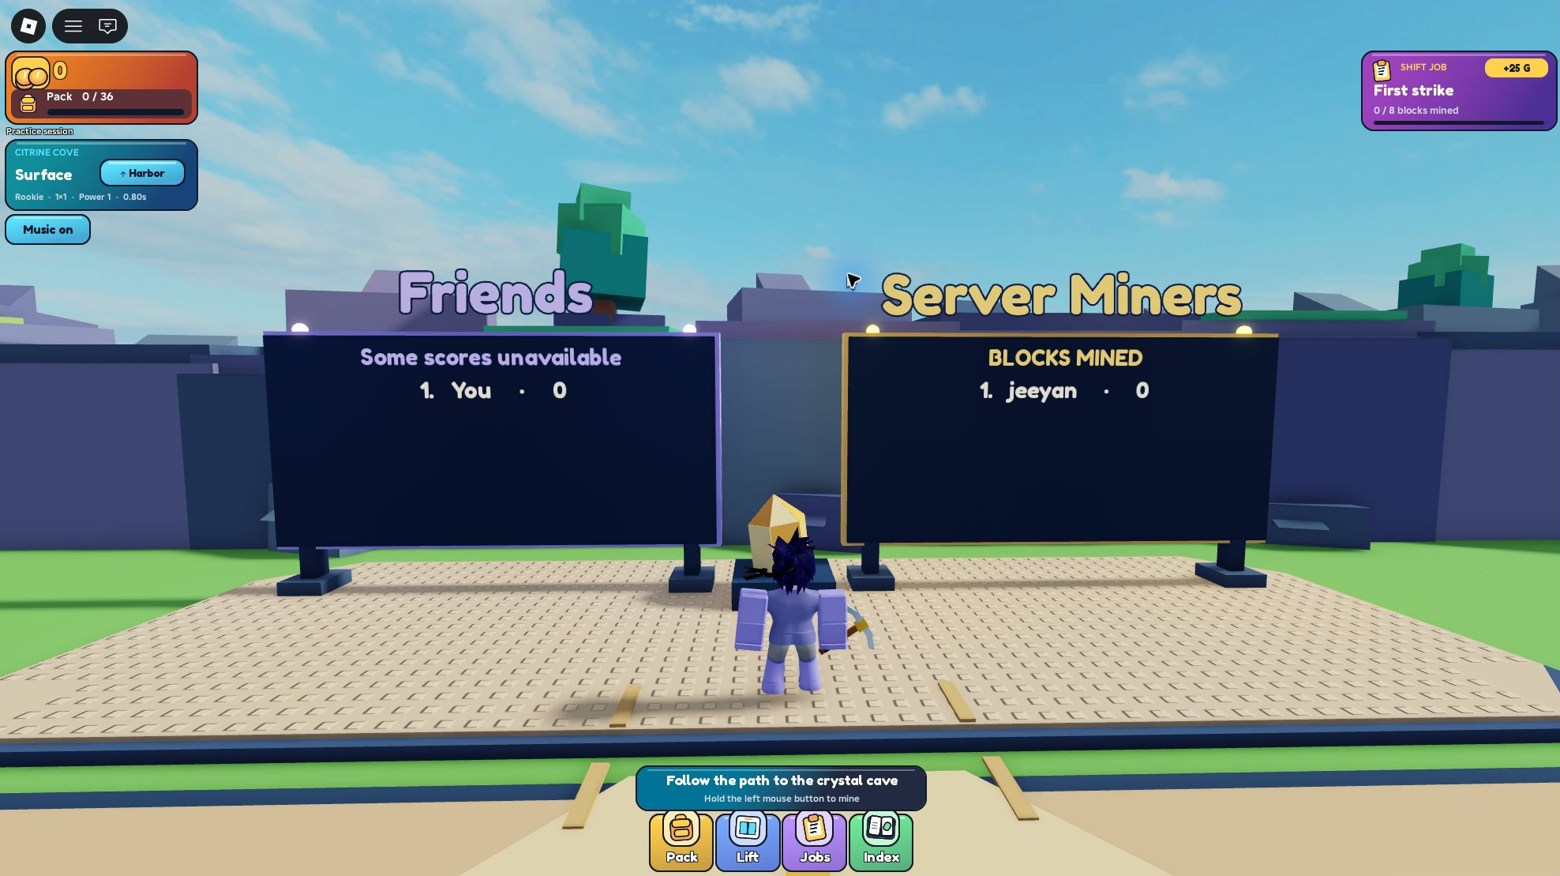 0
Pack 0 / 36
Practice session
CITRINE COVE
Surface
↑ Harbor
Rookie · 1×1 · Power 1 · 0.80s
Music on
SHIFT JOB
+25 G
First strike
0 / 8 blocks mined
Friends
Some scores unavailable
1. You · 0
Server Miners
BLOCKS MINED
1. jeeyan · 0
Follow the path to the crystal cave
Hold the left mouse button to mine
Pack
Lift
Jobs
Index